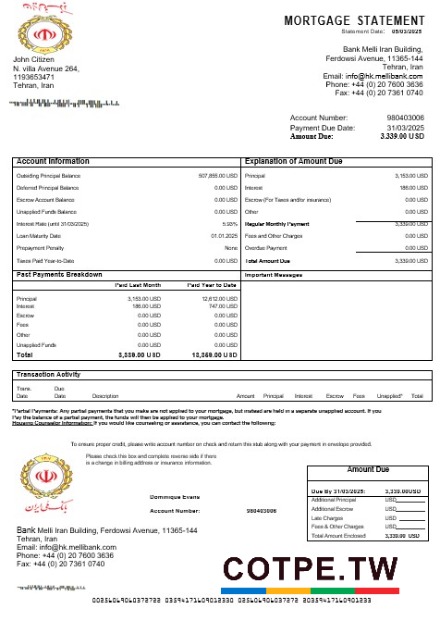 MORTGAGE STATEMENT
Statement Date: 05/03/2025
John Citizen
N. villa Avenue 264,
1193653471
Tehran, Iran
Bank Melli Iran Building,
Ferdowsi Avenue, 11365-144
Tehran, Iran
Email: info@hk.mellibank.com
Phone: +44 (0) 20 7600 3636
Fax: +44 (0) 20 7361 0740
Account Number: 980403006
Payment Due Date: 31/03/2025
Amount Due: 3,339.00 USD
Account Information
Outstanding Principal Balance 507,855.00 USD
Deferred Principal Balance 0.00 USD
Escrow Account Balance 0.00 USD
Unapplied Funds Balance 0.00 USD
Interest Rate (until 31/03/2025) 5.93%
Loan Maturity Date 01.01.2025
Prepayment Penalty None
Taxes Paid Year-to-Date 0.00 USD
Explanation of Amount Due
Principal 3,153.00 USD
Interest 186.00 USD
Escrow (For Taxes and/or insurance) 0.00 USD
Other 0.00 USD
Regular Monthly Payment 3,339.00 USD
Fees and Other Charges 0.00 USD
Overdue Payment 0.00 USD
Total Amount Due 3,339.00 USD
Past Payments Breakdown
Paid Last Month Paid Year to Date
Principal 3,153.00 USD 12,612.00 USD
Interest 186.00 USD 747.00 USD
Escrow 0.00 USD 0.00 USD
Fees 0.00 USD 0.00 USD
Other 0.00 USD 0.00 USD
Unapplied Funds 0.00 USD 0.00 USD
Total 3,339.00 USD 13,359.00 USD
Important Messages
Transaction Activity
Trans. Due
Date Date Description Amount Principal Interest Escrow Fees Unapplied* Total
*Partial Payments: Any partial payments that you make are not applied to your mortgage, but instead are held in a separate unapplied account. If you
Pay the balance of a partial payment, the funds will then be applied to your mortgage.
Housing Counselor Information: If you would like counseling or assistance, you can contact the following:
To ensure proper credit, please write account number on check and return this stub along with your payment in envelope provided.
Please check this box and complete reverse side if there
is a change in billing address or insurance information.
بانک ملی ایران
Dominique Evans
Account Number: 980403006
Amount Due
Due By 31/03/2025: 3,339.00USD
Additional Principal USD
Additional Escrow USD
Late Charges USD
Fees & Other Charges USD
Total Amount Enclosed 3,339.00 USD
Bank Melli Iran Building, Ferdowsi Avenue, 11365-144
Tehran, Iran
Email: info@hk.mellibank.com
Phone: +44 (0) 20 7600 3636
Fax: +44 (0) 20 7361 0740
COTPE.TW